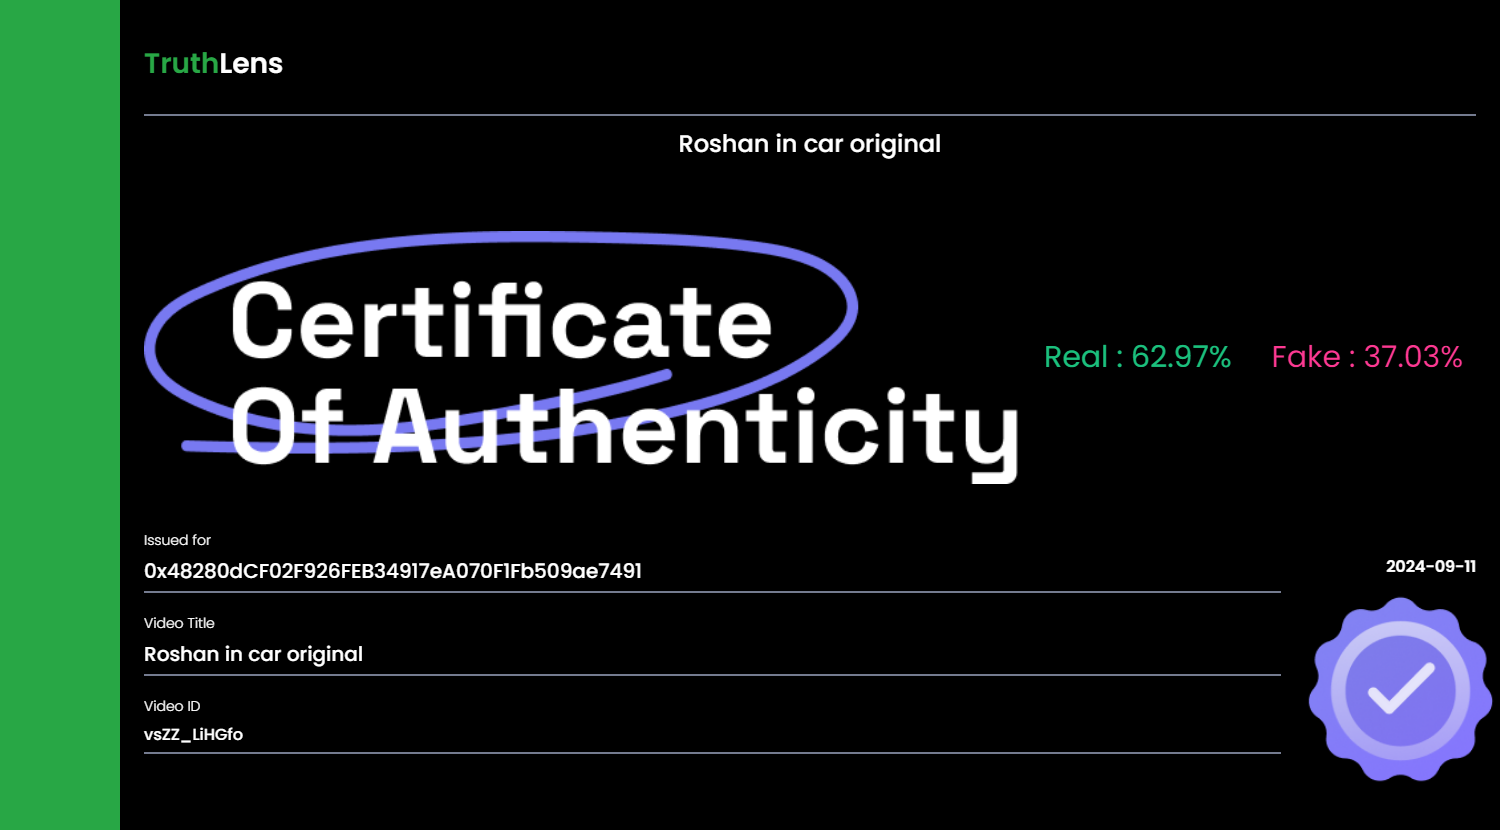 TruthLens
Roshan in car original
Certificate
Of Authenticity
Real : 62.97% Fake : 37.03%
Issued for
0x48280dCF02F926FEB34917eA070F1Fb509ae7491
2024-09-11
Video Title
Roshan in car original
Video ID
vsZZ_LiHGfo